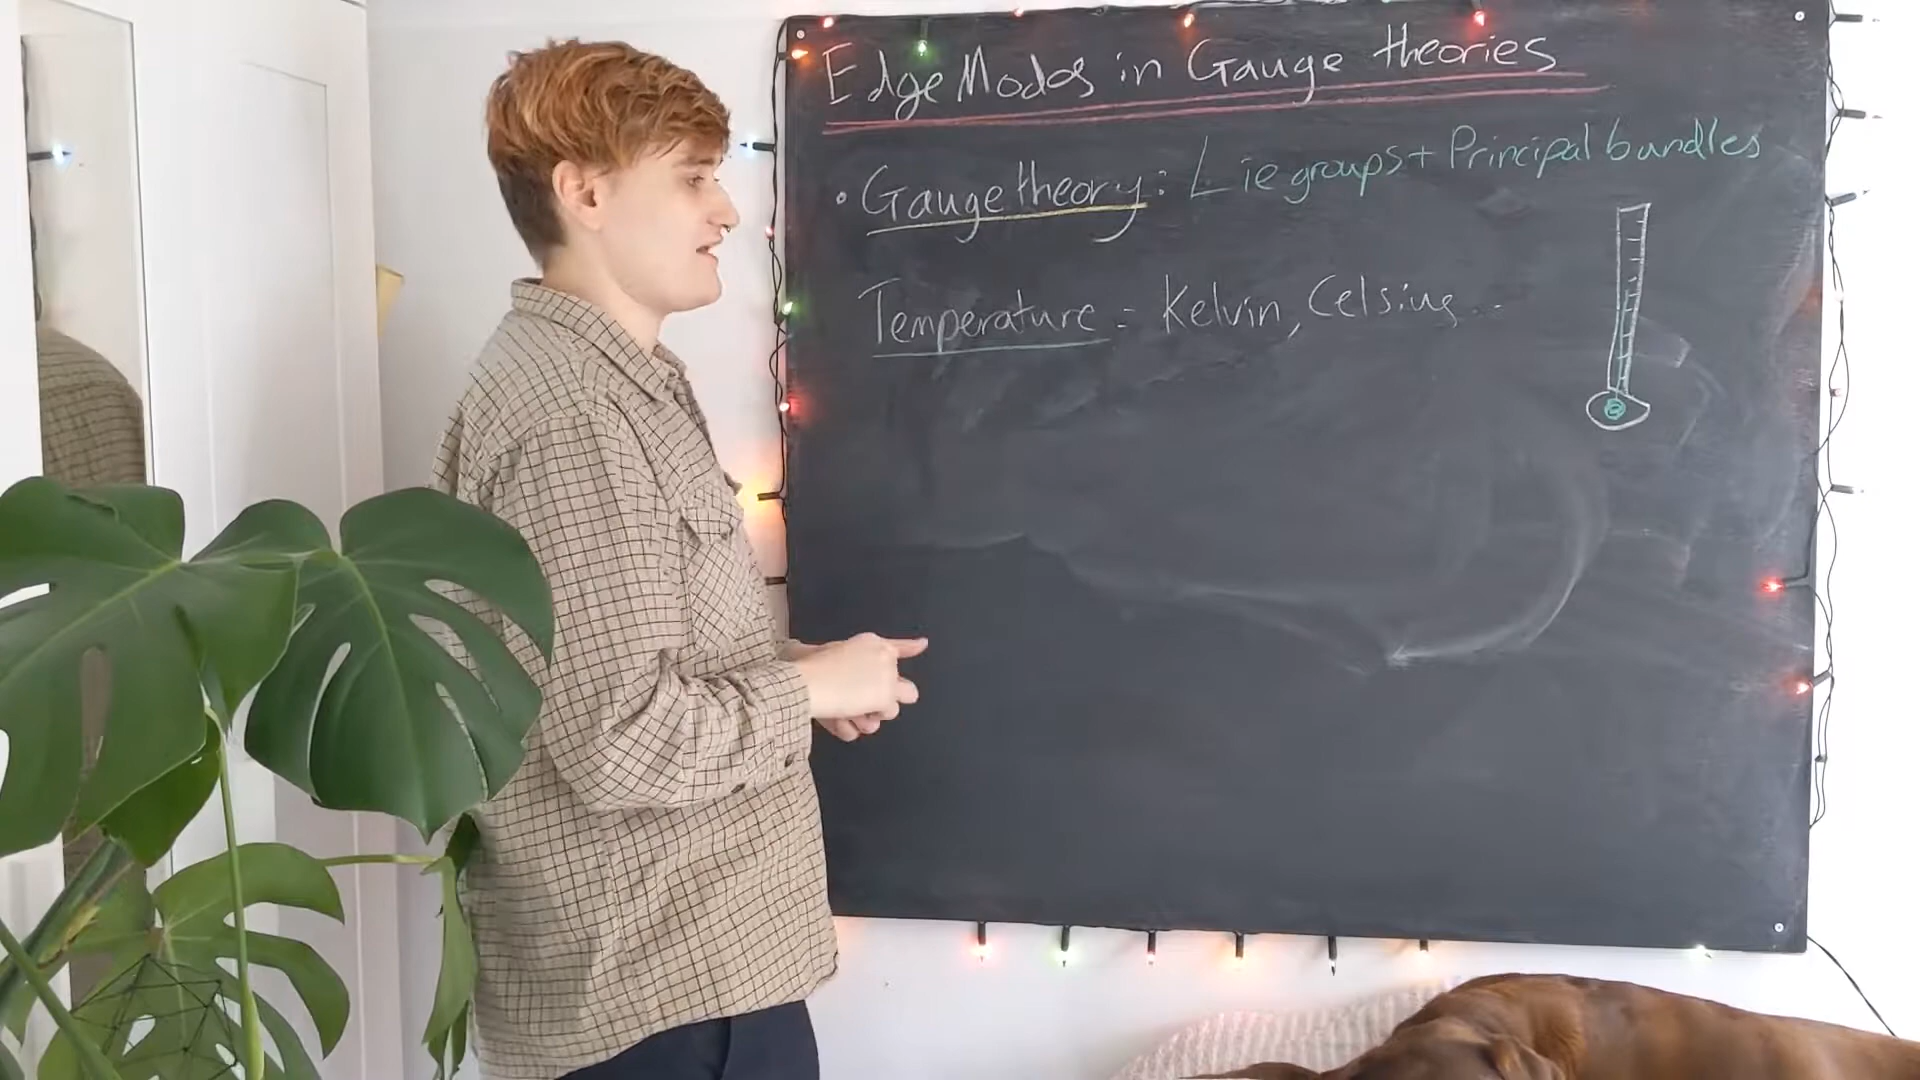 Edge Modes in Gauge theories
• Gauge theory: Lie groups + Principal bundles
Temperature = Kelvin, Celsius...